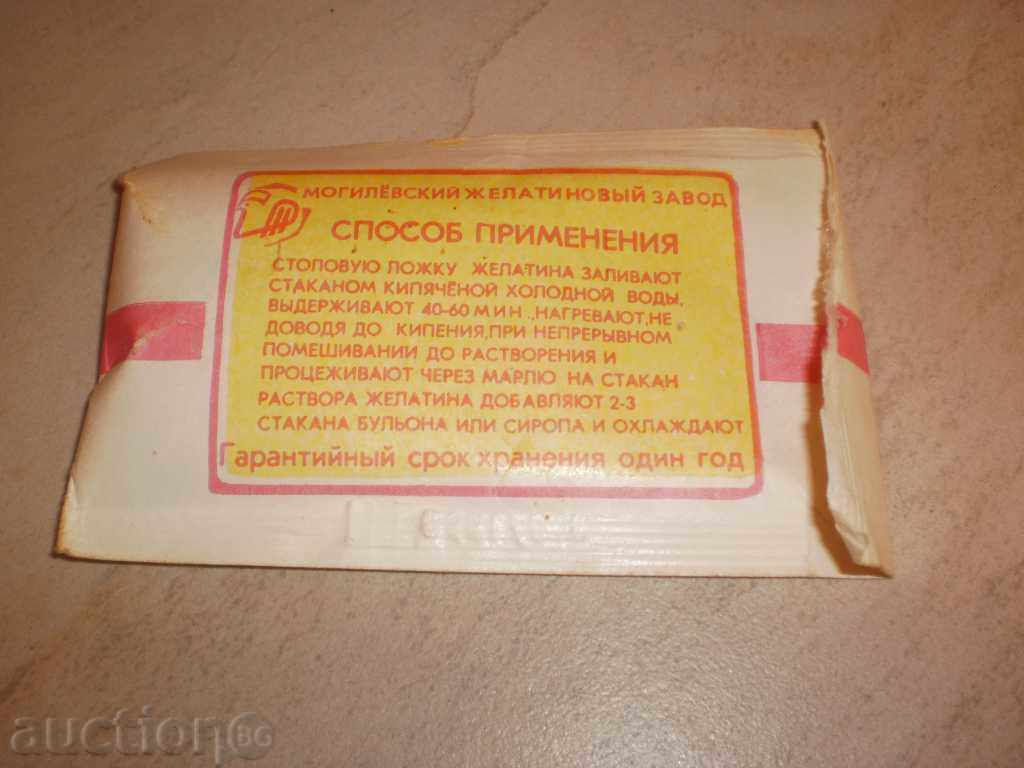 МОГИЛЁВСКИЙ ЖЕЛАТИНОВЫЙ ЗАВОД
СПОСОБ ПРИМЕНЕНИЯ
СТОЛОВУЮ ЛОЖКУ ЖЕЛАТИНА ЗАЛИВАЮТ
СТАКАНОМ КИПЯЧЁНОЙ ХОЛОДНОЙ ВОДЫ,
ВЫДЕРЖИВАЮТ 40-60 МИН.,НАГРЕВАЮТ,НЕ
ДОВОДЯ ДО КИПЕНИЯ,ПРИ НЕПРЕРЫВНОМ
ПОМЕШИВАНИИ ДО РАСТВОРЕНИЯ И
ПРОЦЕЖИВАЮТ ЧЕРЕЗ МАРЛЮ НА СТАКАН
РАСТВОРА ЖЕЛАТИНА ДОБАВЛЯЮТ 2-3
СТАКАНА БУЛЬОНА ИЛИ СИРОПА И ОХЛАЖДАЮТ
Гарантийный срок хранения один год
auction BG